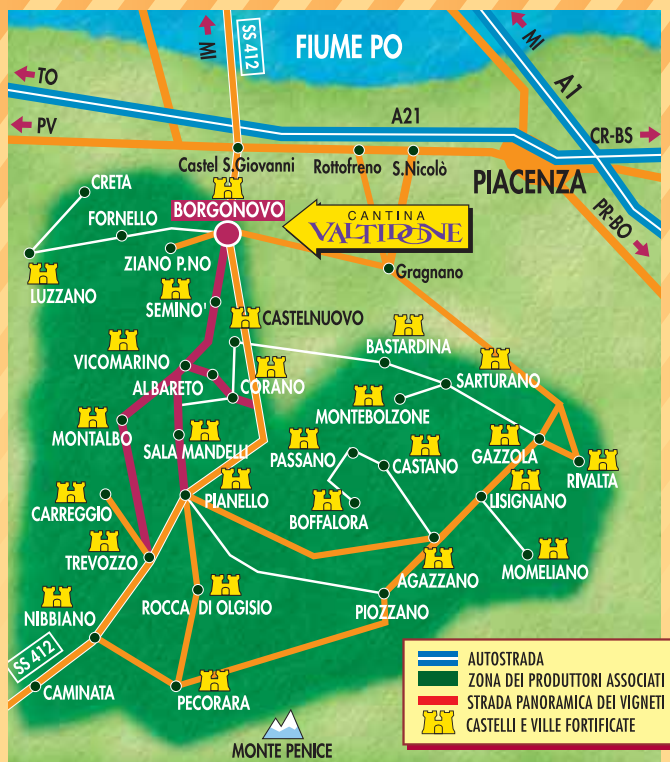 FIUME PO
SS 412
MI
MI
A1
TO
PV
A21
CR-BS
PR-BO
Castel S.Giovanni
Rottofreno
S.Nicolò
PIACENZA
CRETA
BORGONOVO
CANTINA
VALTIDONE
FORNELLO
ZIANO P.NO
Gragnano
LUZZANO
SEMINO'
CASTELNUOVO
VICOMARINO
BASTARDINA
ALBARETO
CORANO
SARTURANO
MONTEBOLZONE
MONTALBO
SALA MANDELLI
PASSANO
CASTANO
GAZZOLA
RIVALTA
CARREGGIO
PIANELLO
BOFFALORA
LISIGNANO
TREVOZZO
MOMELIANO
AGAZZANO
ROCCA DI OLGISIO
PIOZZANO
NIBBIANO
SS 412
CAMINATA
PECORARA
MONTE PENICE
AUTOSTRADA
ZONA DEI PRODUTTORI ASSOCIATI
STRADA PANORAMICA DEI VIGNETI
CASTELLI E VILLE FORTIFICATE